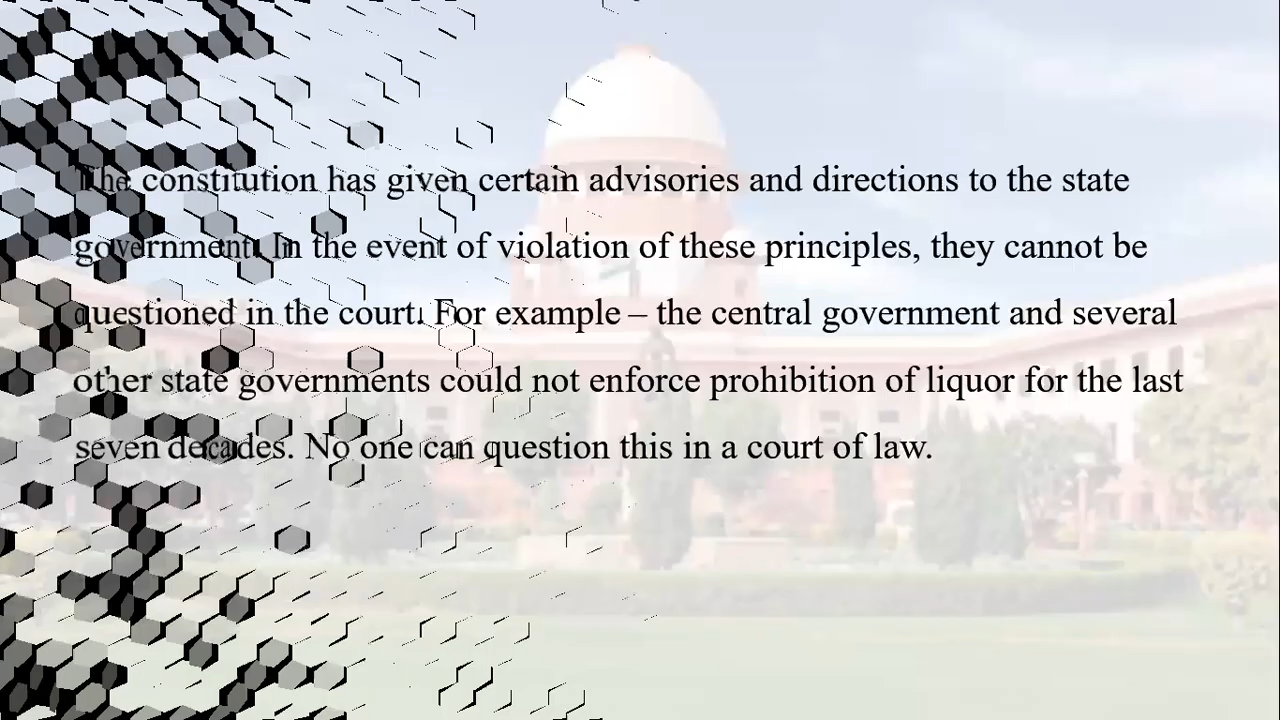 The constitution has given certain advisories and directions to the state
government. In the event of violation of these principles, they cannot be
questioned in the court. For example – the central government and several
other state governments could not enforce prohibition of liquor for the last
seven decades. No one can question this in a court of law.